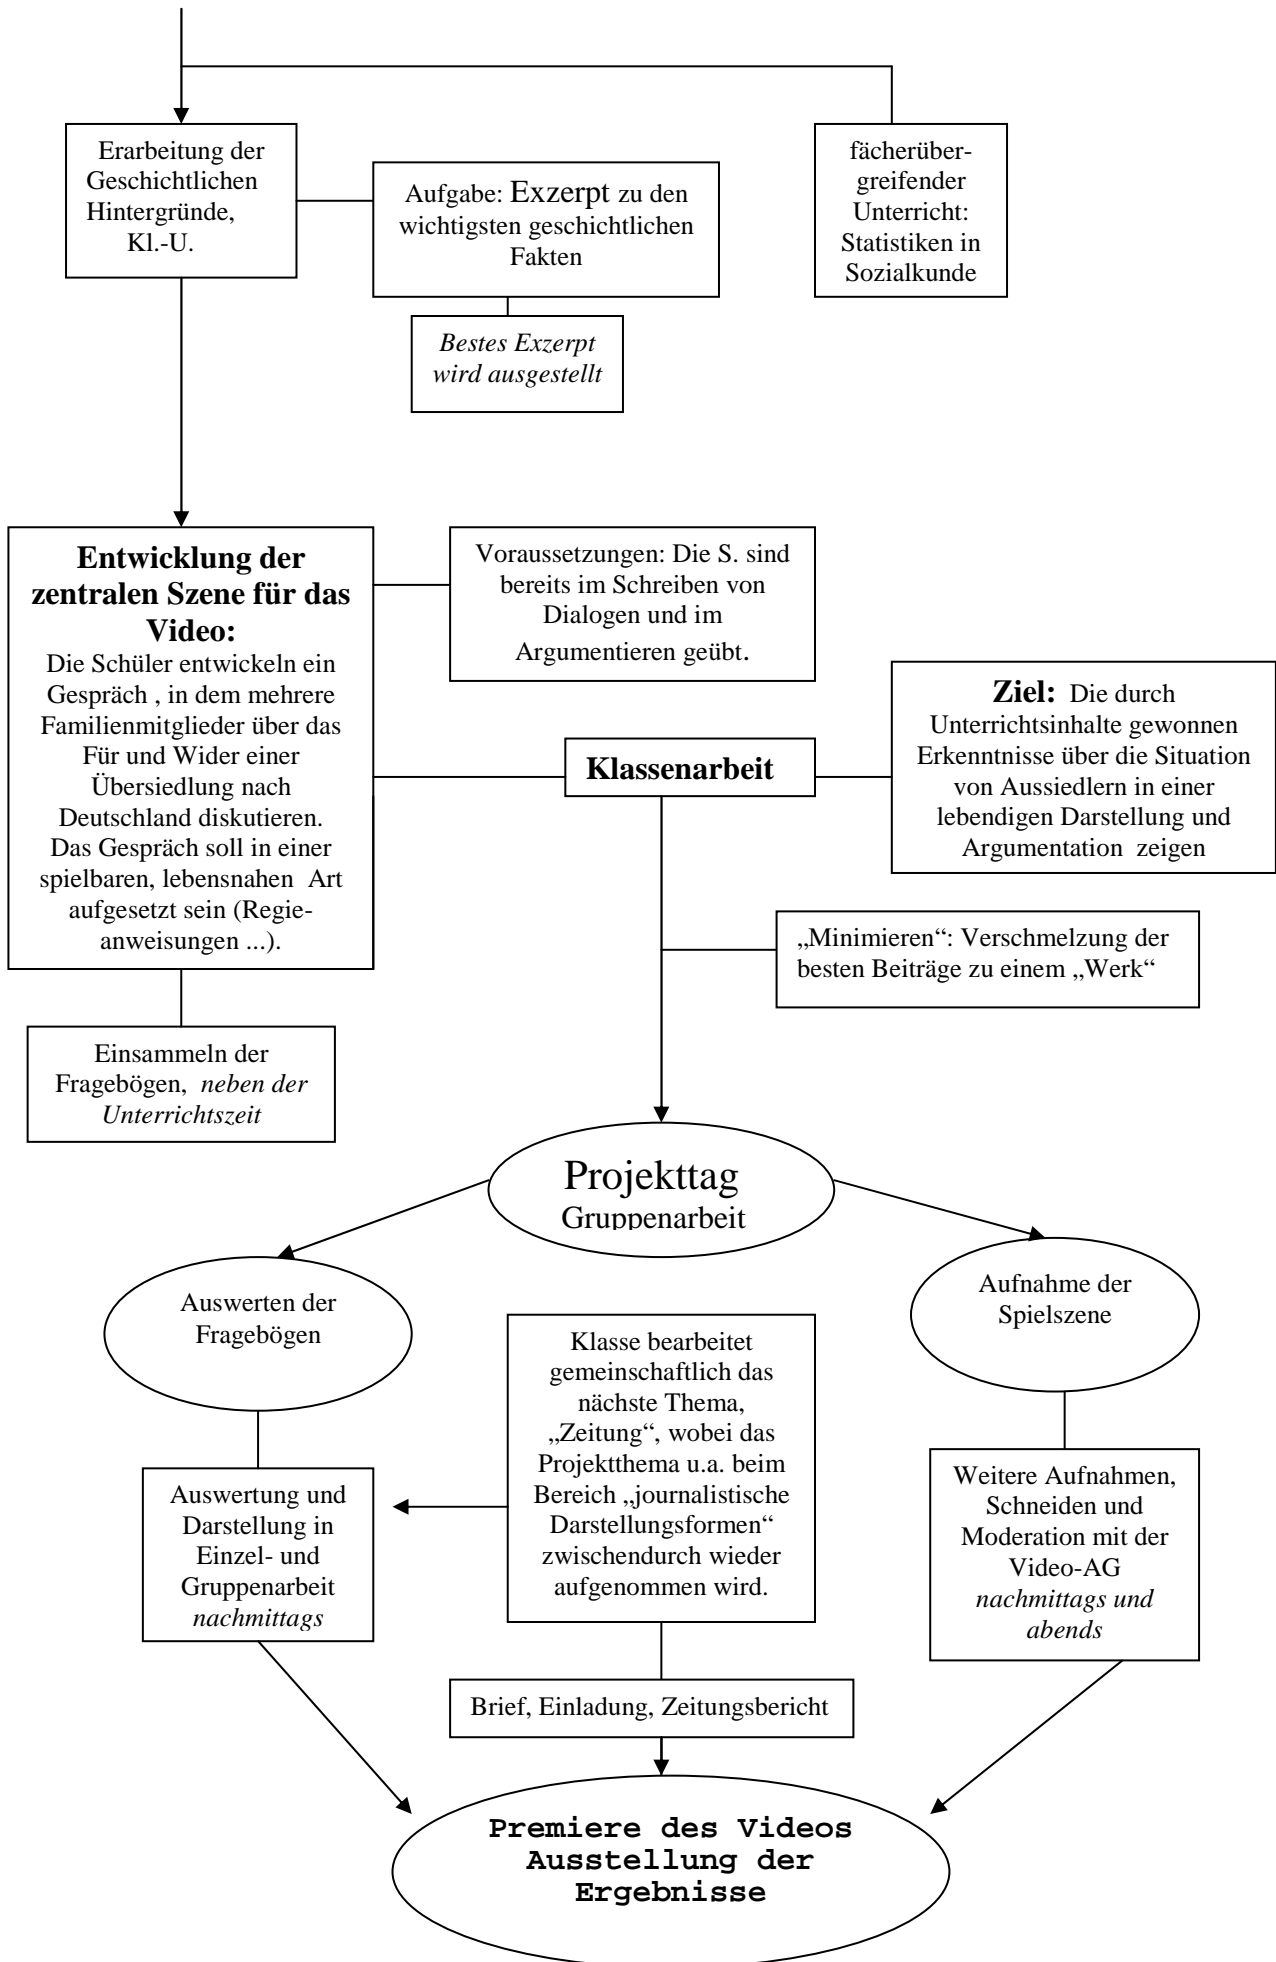 Erarbeitung der
Geschichtlichen
Hintergründe,
Kl.-U.
Aufgabe: Exzerpt zu den
wichtigsten geschichtlichen
Fakten
Bestes Exzerpt
wird ausgestellt
fächerüber-
greifender
Unterricht:
Statistiken in
Sozialkunde
Entwicklung der
zentralen Szene für das
Video:
Die Schüler entwickeln ein
Gespräch , in dem mehrere
Familienmitglieder über das
Für und Wider einer
Übersiedlung nach
Deutschland diskutieren.
Das Gespräch soll in einer
spielbaren, lebensnahen Art
aufgesetzt sein (Regie-
anweisungen ...).
Voraussetzungen: Die S. sind
bereits im Schreiben von
Dialogen und im
Argumentieren geübt.
Klassenarbeit
Ziel: Die durch
Unterrichtsinhalte gewonnen
Erkenntnisse über die Situation
von Aussiedlern in einer
lebendigen Darstellung und
Argumentation zeigen
„Minimieren“: Verschmelzung der
besten Beiträge zu einem „Werk“
Einsammeln der
Fragebögen, neben der
Unterrichtszeit
Projekttag
Gruppenarbeit
Auswerten der
Fragebögen
Aufnahme der
Spielszene
Klasse bearbeitet
gemeinschaftlich das
nächste Thema,
„Zeitung“, wobei das
Projektthema u.a. beim
Bereich „journalistische
Darstellungsformen“
zwischendurch wieder
aufgenommen wird.
Auswertung und
Darstellung in
Einzel- und
Gruppenarbeit
nachmittags
Weitere Aufnahmen,
Schneiden und
Moderation mit der
Video-AG
nachmittags und
abends
Brief, Einladung, Zeitungsbericht
Premiere des Videos
Ausstellung der
Ergebnisse